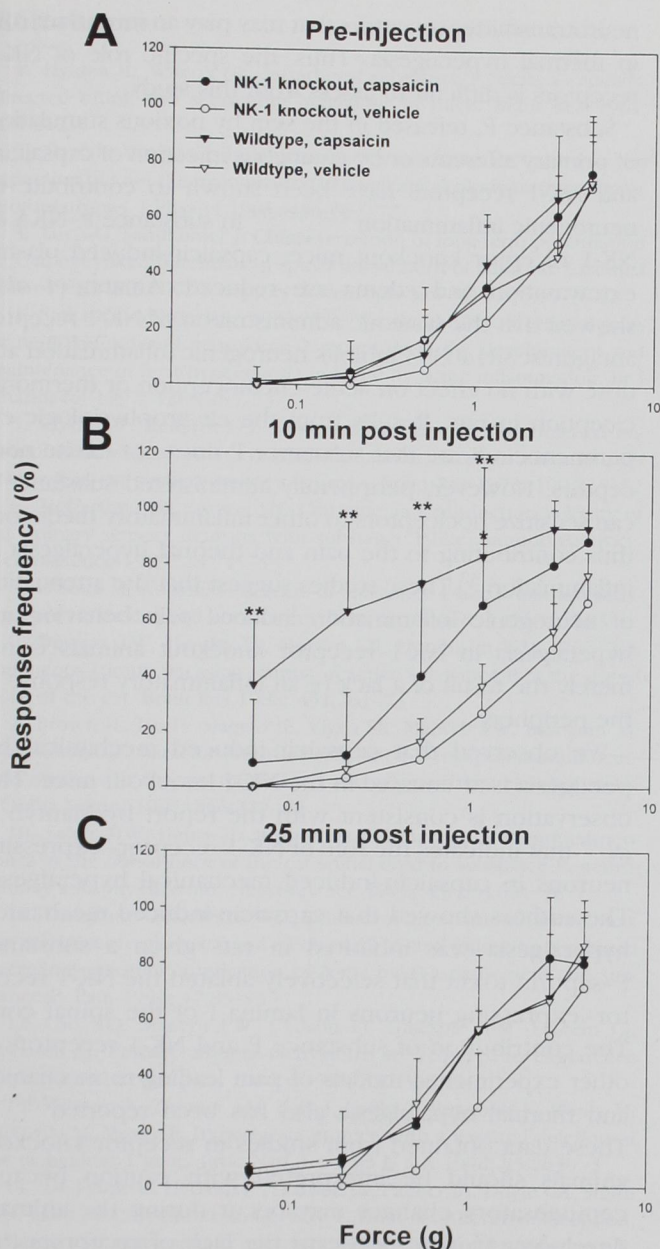 A
Pre-injection
120
100
80
60
40
20
0
NK-1 knockout, capsaicin
NK-1 knockout, vehicle
Wildtype, capsaicin
Wildtype, vehicle
0.1
1
10
B
10 min post injection
120
100
80
60
40
20
0
**
**
**
**
*
0.1
1
10
Response frequency (%)
C
25 min post injection
120
100
80
60
40
20
0
0.1
1
10
Force (g)